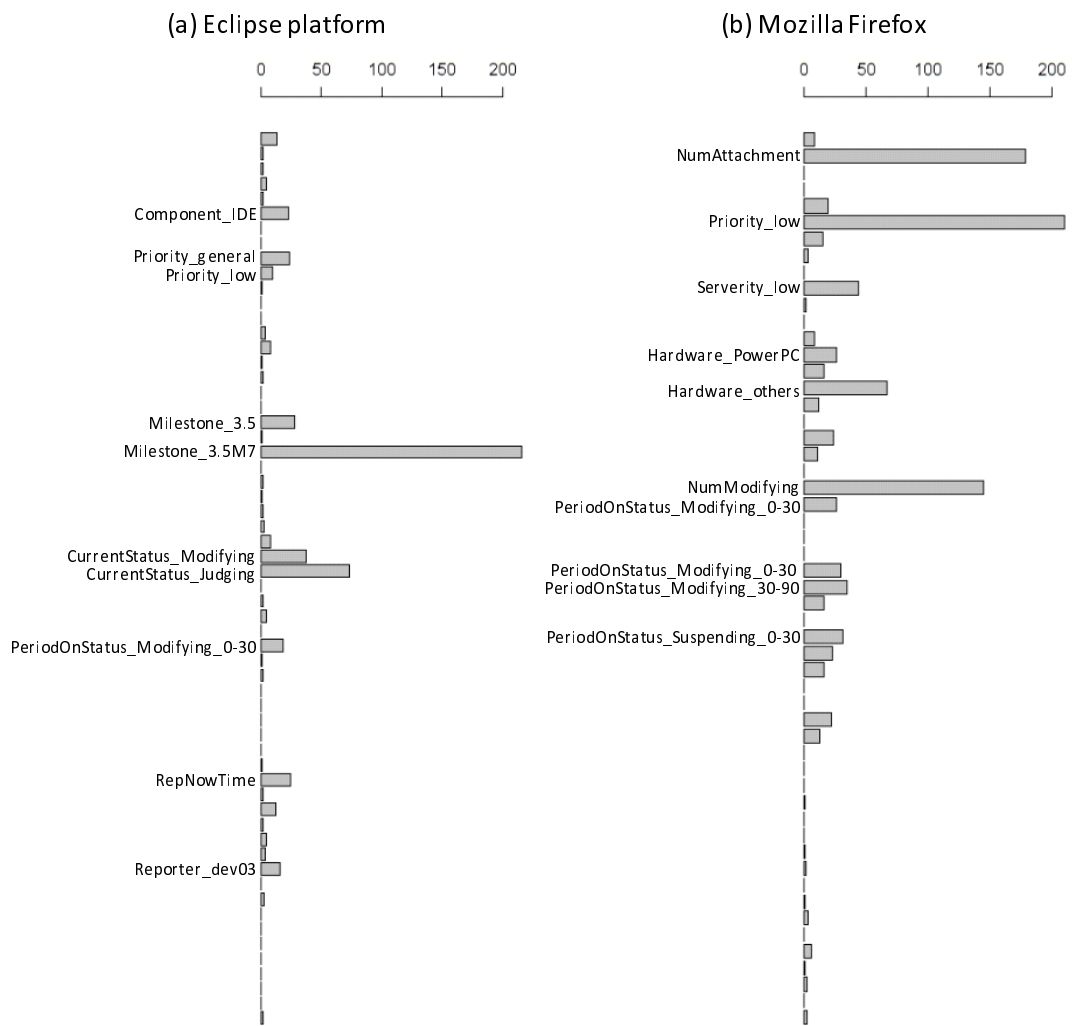 (a) Eclipse platform
0 50 100 150 200
Component_IDE
Priority_general
Priority_low
Milestone_3.5
Milestone_3.5M7
CurrentStatus_Modifying
CurrentStatus_Judging
PeriodOnStatus_Modifying_0-30
RepNowTime
Reporter_dev03
(b) Mozilla Firefox
0 50 100 150 200
NumAttachment
Priority_low
Serverity_low
Hardware_PowerPC
Hardware_others
NumModifying
PeriodOnStatus_Modifying_0-30
PeriodOnStatus_Modifying_0-30
PeriodOnStatus_Modifying_30-90
PeriodOnStatus_Suspending_0-30